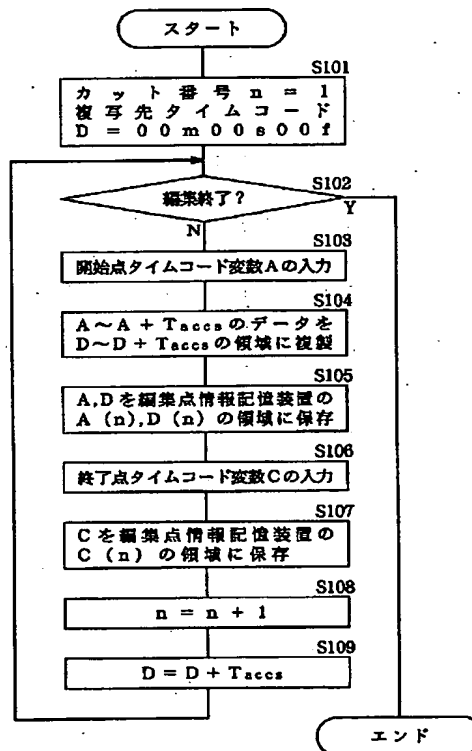 スタート
S101
カット番号n=1
複写先タイムコード
D=00m00s00f
S102
編集終了？
Y
N
S103
開始点タイムコード変数Aの入力
S104
A～A+Taccsのデータを
D～D+Taccsの領域に複製
S105
A,Dを編集点情報記憶装置の
A(n),D(n)の領域に保存
S106
終了点タイムコード変数Cの入力
S107
Cを編集点情報記憶装置の
C(n)の領域に保存
S108
n=n+1
S109
D=D+Taccs
エンド